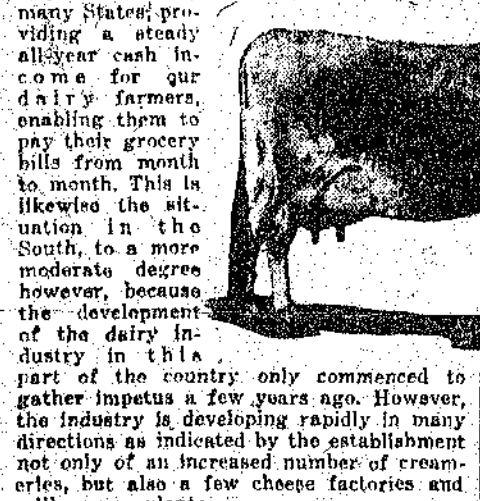 many States, pro-
viding a steady
all-year cash in-
come for our
dairy farmers,
enabling them to
pay their grocery
bills from month
to month. This is
likewise the sit-
uation in the
South, to a more
moderate degree
however, because
the development
of the dairy in-
dustry in this
part of the country only commenced to
gather impetus a few years ago. However,
the industry is developing rapidly in many
directions as indicated by the establishment
not only of an increased number of cream-
eries, but also a few cheese factories and